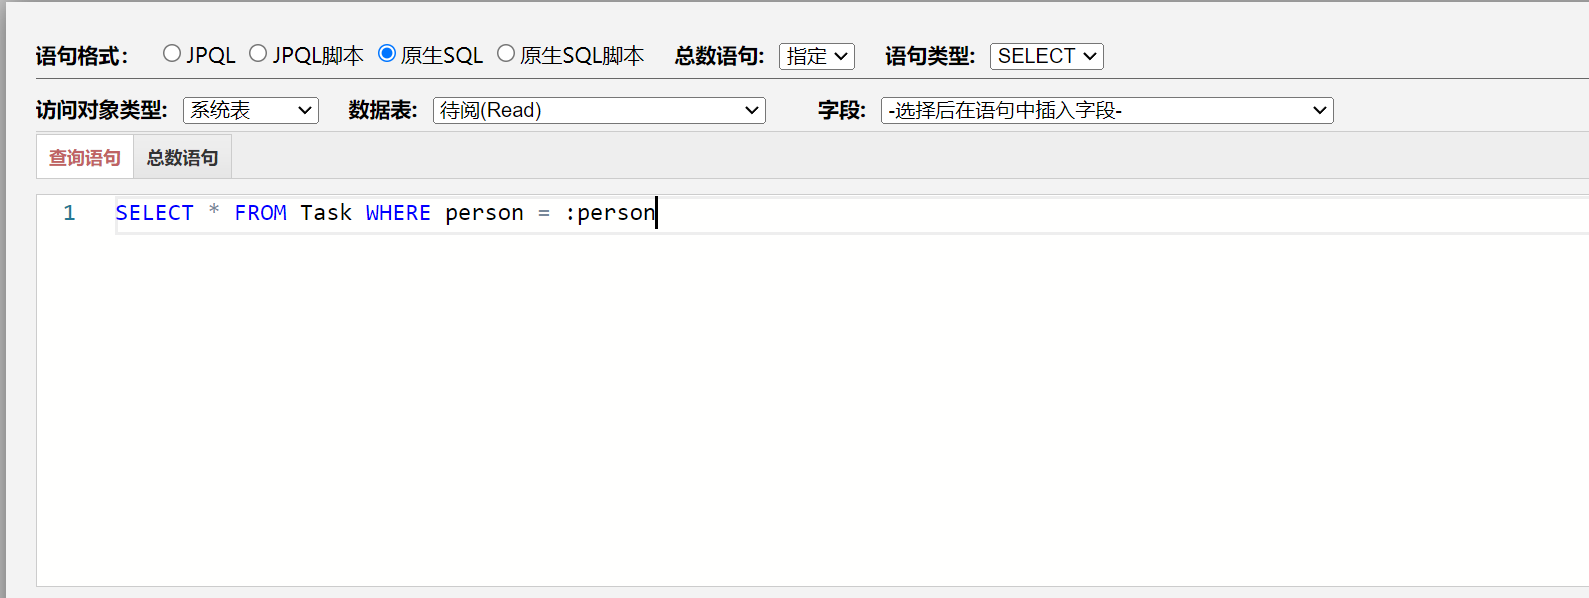 语句格式： JPQL JPQL脚本 原生SQL 原生SQL脚本 总数语句: 指定 语句类型: SELECT
访问对象类型: 系统表 数据表: 待阅(Read) 字段: -选择后在语句中插入字段-
查询语句 总数语句
1 SELECT * FROM Task WHERE person = :person